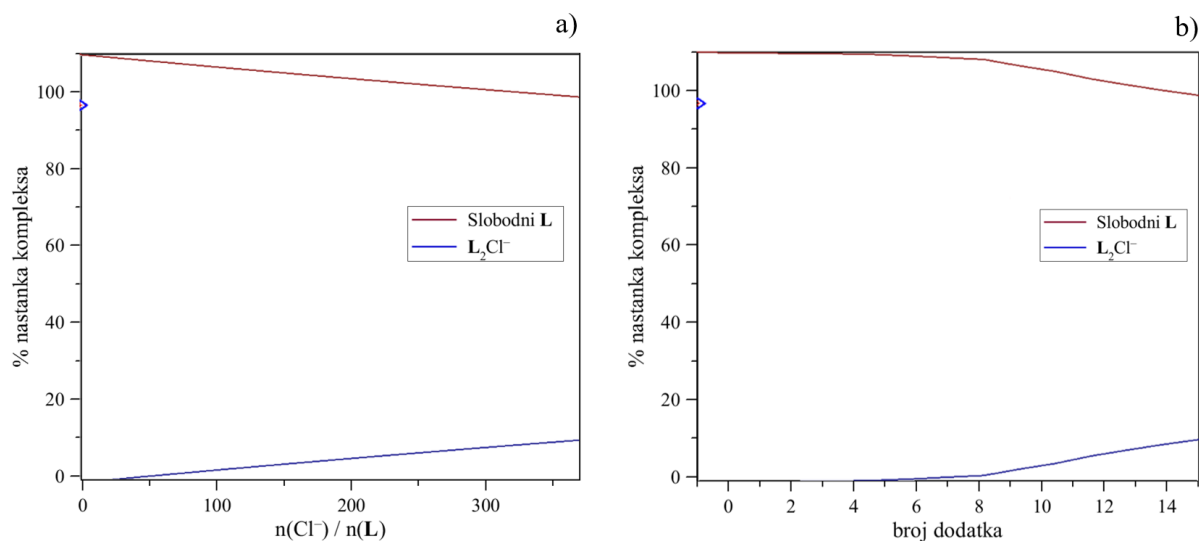 a)
% nastanka kompleksa
100
80
60
40
20
0
0 100 200 300
n(Cl⁻) / n(L)
Slobodni L
L₂Cl⁻
b)
% nastanka kompleksa
100
80
60
40
20
0
0 2 4 6 8 10 12 14
broj dodatka
Slobodni L
L₂Cl⁻